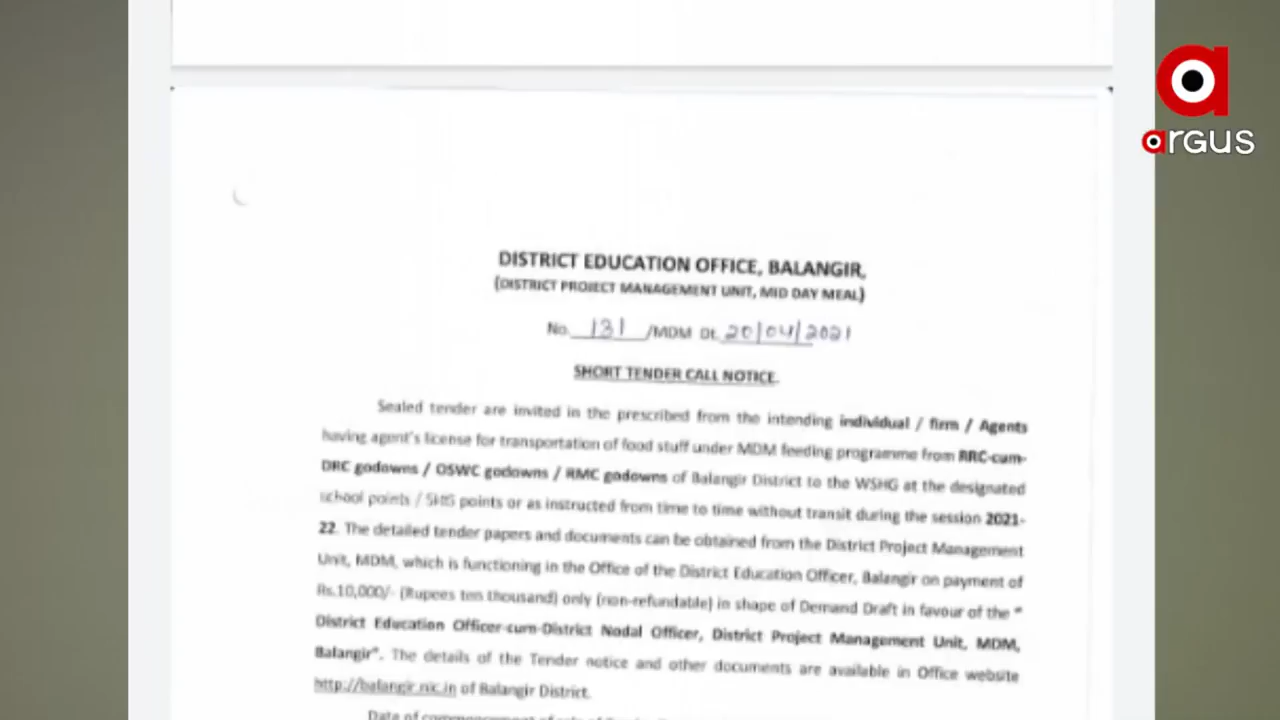 argus
DISTRICT EDUCATION OFFICE, BALANGIR,
(DISTRICT PROJECT MANAGEMENT UNIT, MID DAY MEAL)
No. 131 /MDM Dt. 20/04/2021
SHORT TENDER CALL NOTICE.
Sealed tender are invited in the prescribed from the intending individual / firm / Agents
having agent's license for transportation of food stuff under MDM feeding programme from RRC-cum-
DRC godowns / OSWC godowns / RMC godowns of Balangir District to the WSHG at the designated
school points / SHG points or as instructed from time to time without transit during the session 2021-
22. The detailed tender papers and documents can be obtained from the District Project Management
Unit, MDM, which is functioning in the Office of the District Education Officer, Balangir on payment of
Rs.10,000/- (Rupees ten thousand) only (non-refundable) in shape of Demand Draft in favour of the "
District Education Officer-cum-District Nodal Officer, District Project Management Unit, MDM,
Balangir". The details of the Tender notice and other documents are available in Office website
http://balangir.nic.in of Balangir District.
Date of commencement of sale of